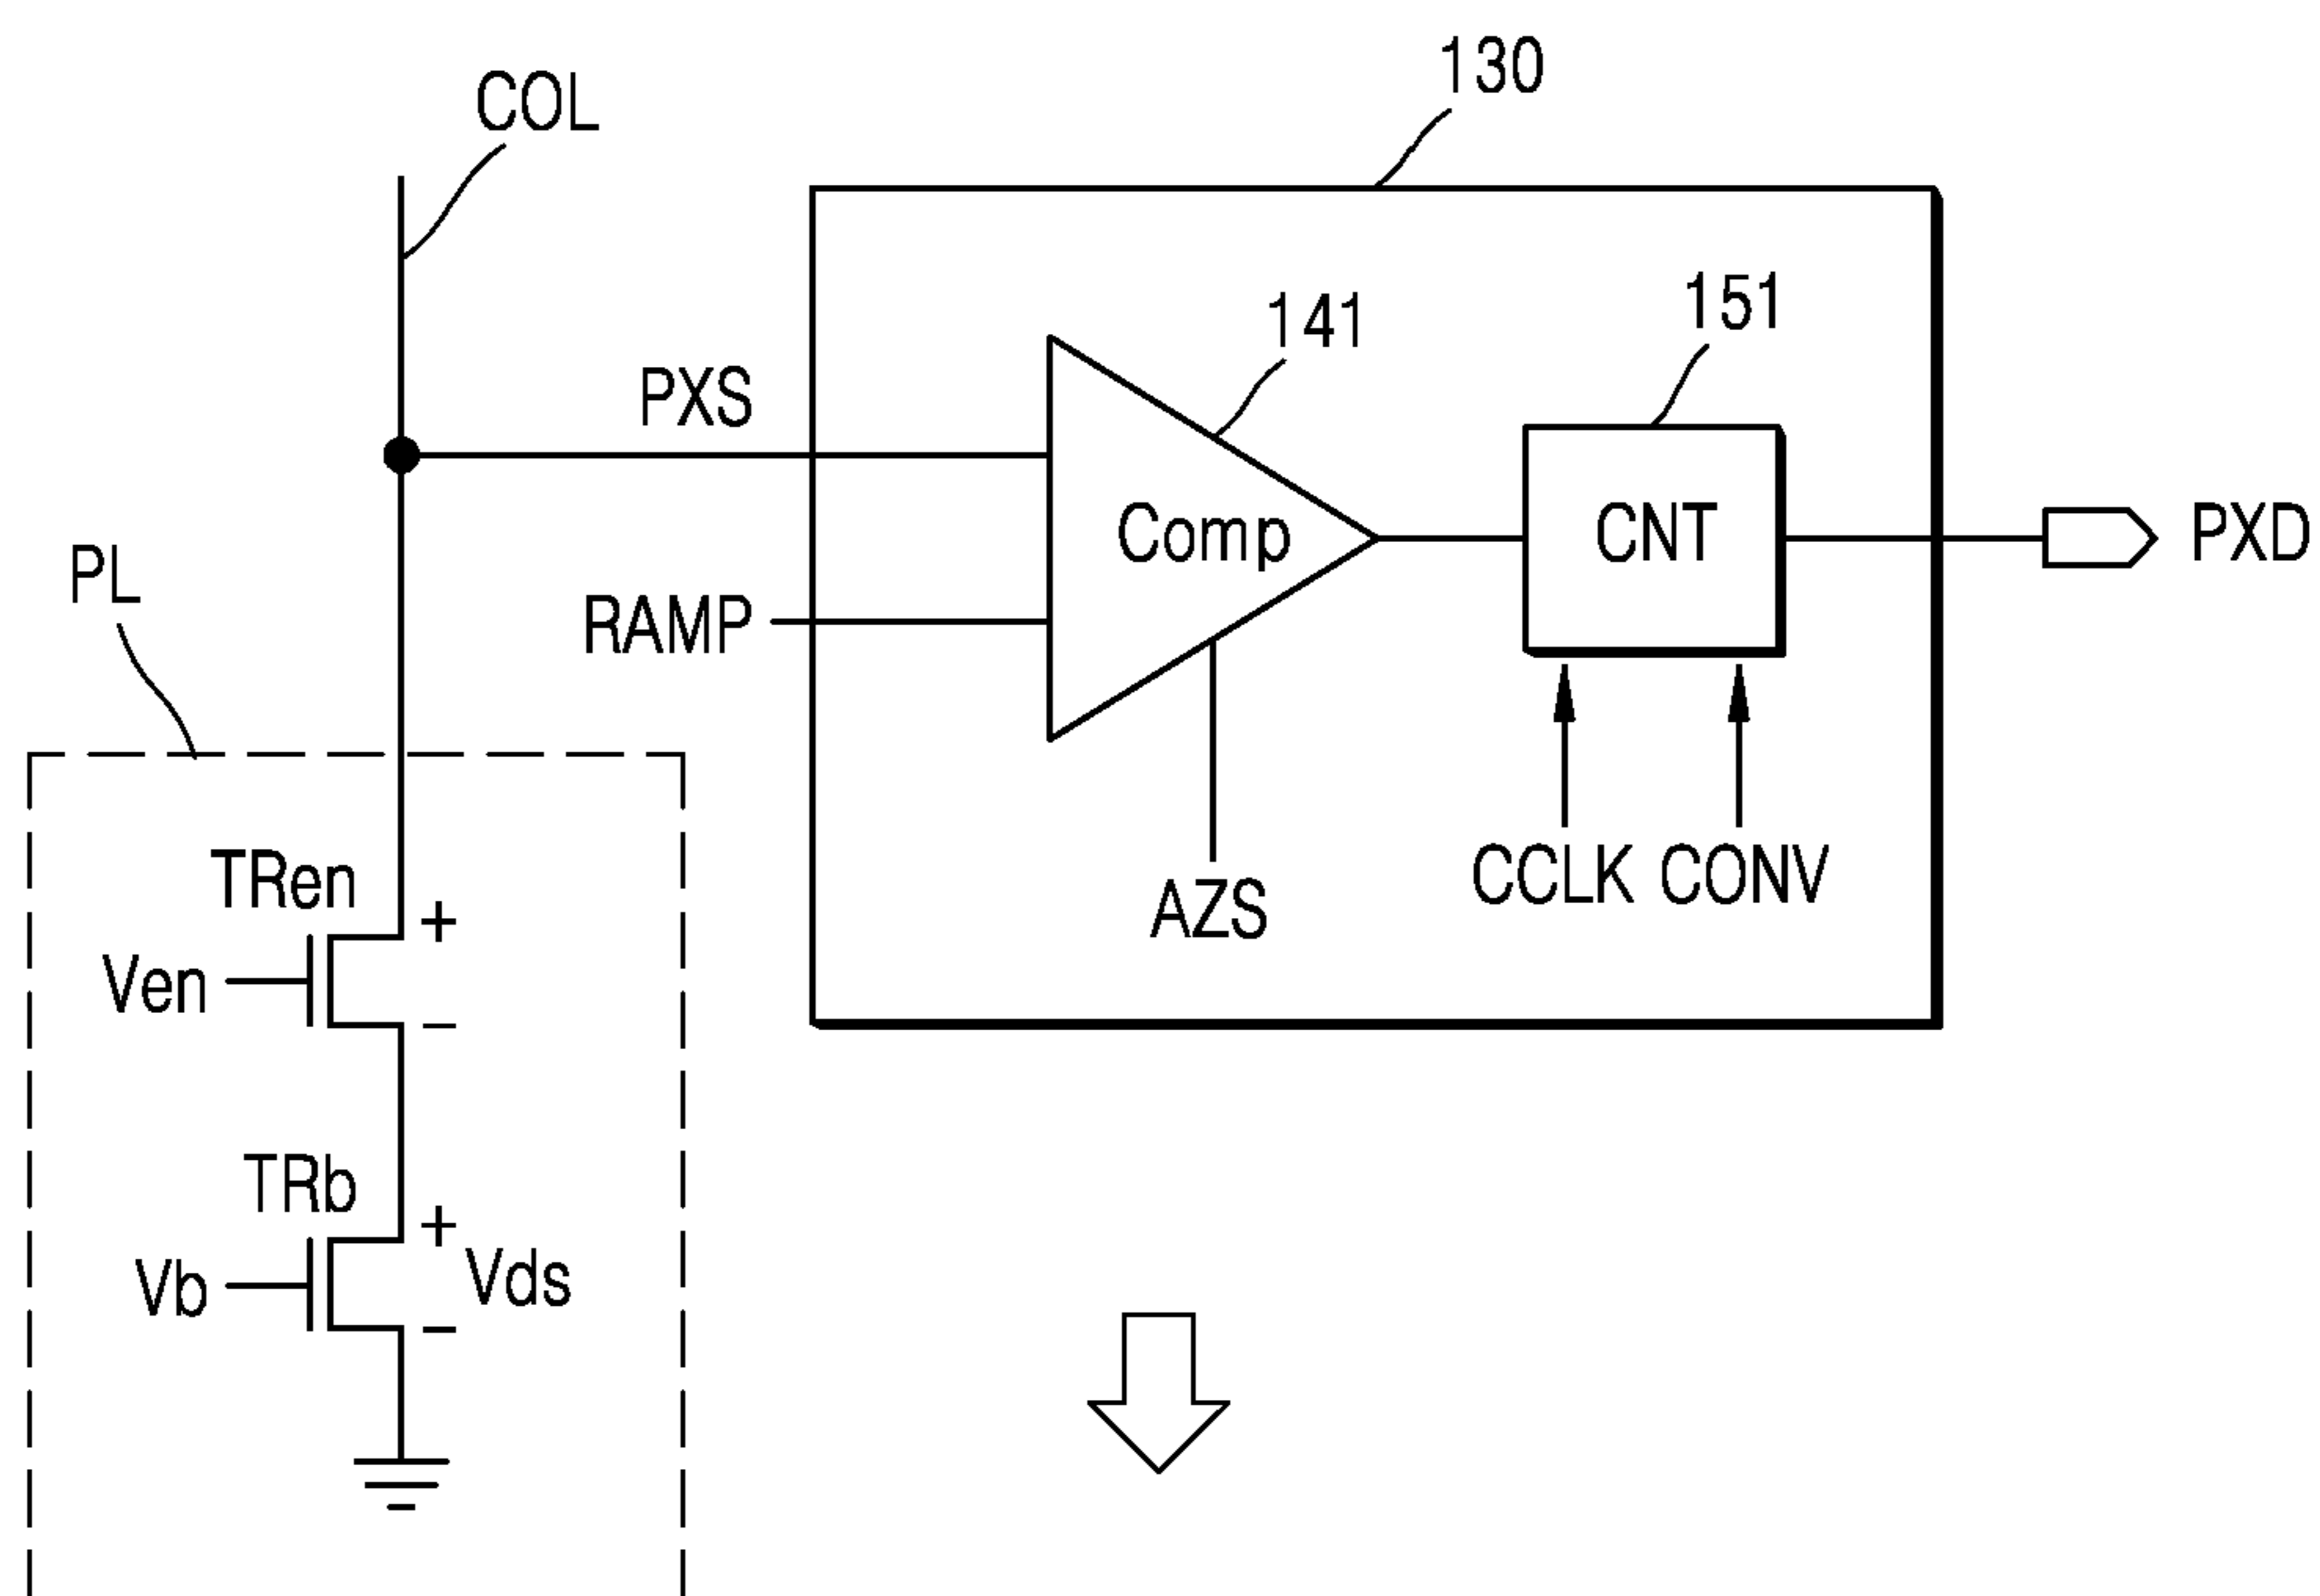 130
COL
151
141
PXS
Comp
CNT
PXD
PL
RAMP
TRen
CCLK CONV
AZS
+
Ven
−
TRb
+
Vb
Vds
−